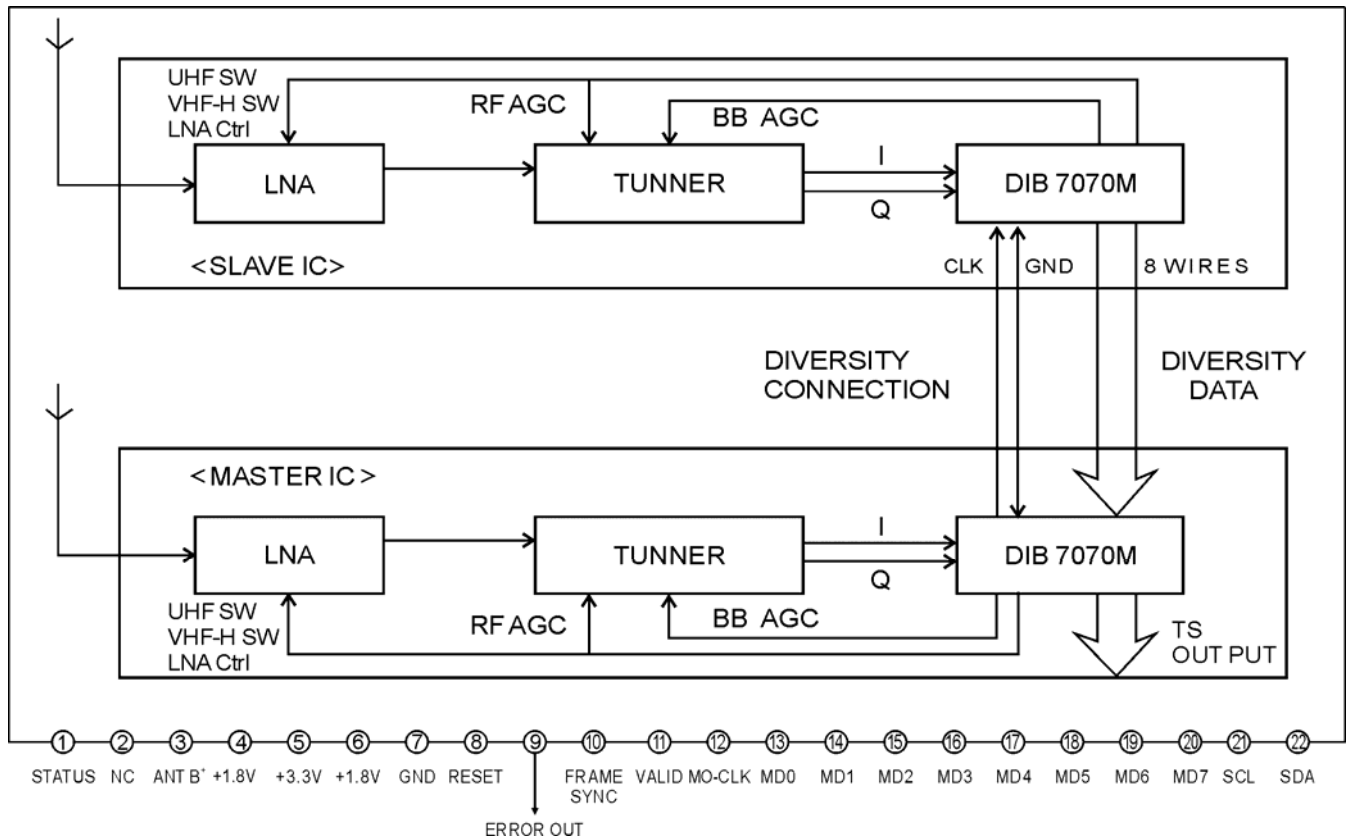 UHF SW
VHF-H SW
LNA Ctrl
RF AGC
BB AGC
LNA
TUNNER
I
Q
DIB 7070M
<SLAVE IC>
CLK
GND
8 WIRES
DIVERSITY
CONNECTION
DIVERSITY
DATA
<MASTER IC>
LNA
TUNNER
I
Q
DIB 7070M
UHF SW
VHF-H SW
LNA Ctrl
RF AGC
BB AGC
TS
OUT PUT
1 2 3 4 5 6 7 8 9 10 11 12 13 14 15 16 17 18 19 20 21 22
STATUS NC ANT B+ +1.8V +3.3V +1.8V GND RESET FRAME SYNC VALID MO-CLK MD0 MD1 MD2 MD3 MD4 MD5 MD6 MD7 SCL SDA
ERROR OUT